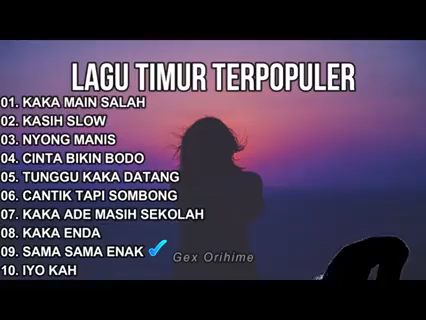 LAGU TIMUR TERPOPULER
01. KAKA MAIN SALAH
02. KASIH SLOW
03. NYONG MANIS
04. CINTA BIKIN BODO
05. TUNGGU KAKA DATANG
06. CANTIK TAPI SOMBONG
07. KAKA ADE MASIH SEKOLAH
08. KAKA ENDA
09. SAMA SAMA ENAK
10. IYO KAH
Gex Orihime